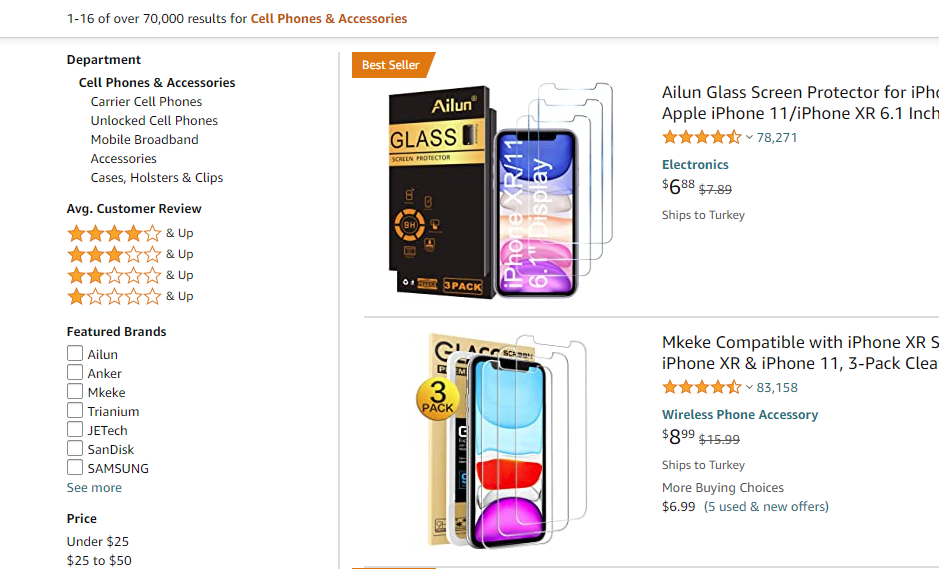 1-16 of over 70,000 results for Cell Phones & Accessories
Department
Cell Phones & Accessories
Carrier Cell Phones
Unlocked Cell Phones
Mobile Broadband
Accessories
Cases, Holsters & Clips
Avg. Customer Review
& Up
& Up
& Up
& Up
Featured Brands
Ailun
Anker
Mkeke
Trianium
JETech
SanDisk
SAMSUNG
See more
Price
Under $25
$25 to $50
Best Seller
Ailun®
GLASS
SCREEN PROTECTOR
9H
3PACK
iPhone XR/11
6.1" Display
Ailun Glass Screen Protector for iPho
Apple iPhone 11/iPhone XR 6.1 Inch
78,271
Electronics
$6.88 $7.89
Ships to Turkey
GLASS
SCREEN
3
PACK
Mkeke Compatible with iPhone XR S
iPhone XR & iPhone 11, 3-Pack Clea
83,158
Wireless Phone Accessory
$8.99 $15.99
Ships to Turkey
More Buying Choices
$6.99 (5 used & new offers)